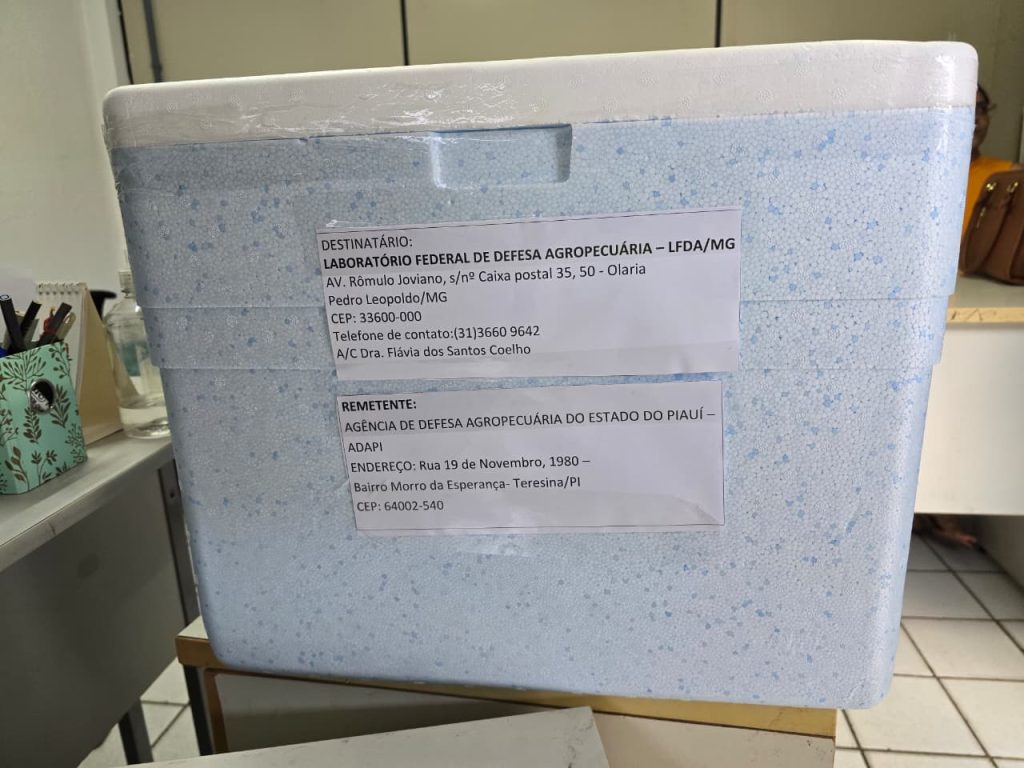 DESTINATÁRIO:
LABORATÓRIO FEDERAL DE DEFESA AGROPECUÁRIA – LFDA/MG
AV. Rômulo Joviano, s/nº Caixa postal 35, 50 - Olaria
Pedro Leopoldo/MG
CEP: 33600-000
Telefone de contato:(31)3660 9642
A/C Dra. Flávia dos Santos Coelho
REMETENTE:
AGÊNCIA DE DEFESA AGROPECUÁRIA DO ESTADO DO PIAUÍ –
ADAPI
ENDEREÇO: Rua 19 de Novembro, 1980 –
Bairro Morro da Esperança- Teresina/PI
CEP: 64002-540